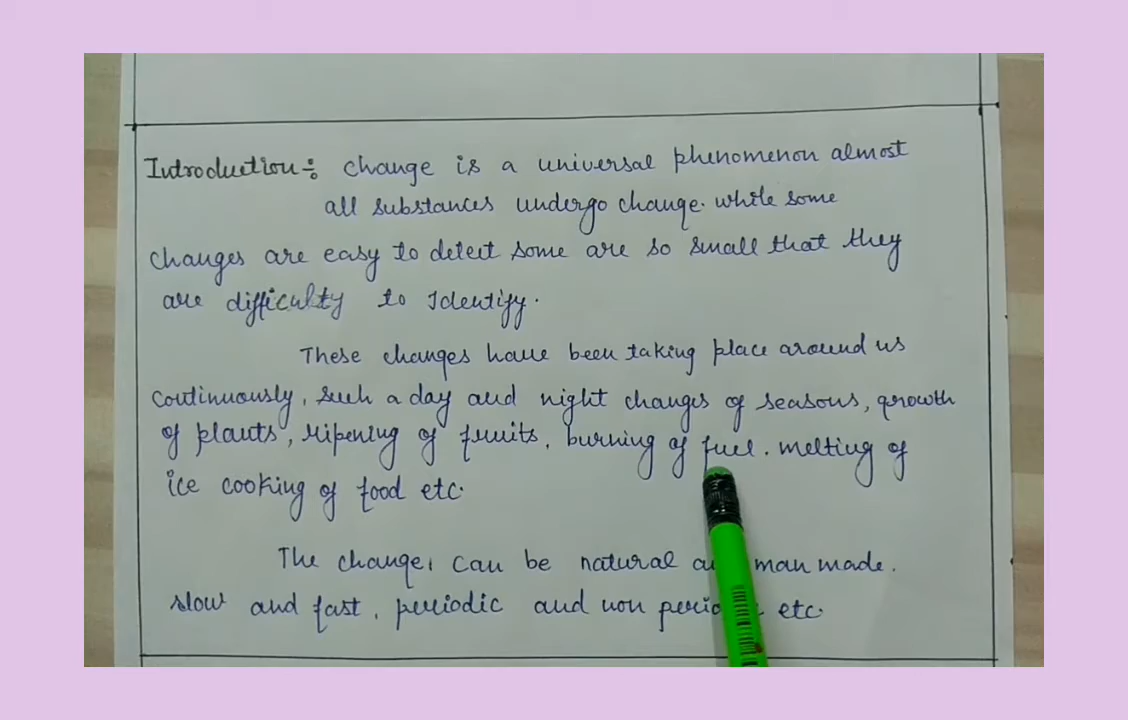 Introduction :- change is a universal phenomenon almost
all substances undergo change. while some
changes are easy to detect some are so small that they
are difficulty to Identify.
These changes have been taking place around us
continuously, such a day and night changes of seasons, growth
of plants, ripening of fruits, burning of fuel. melting of
ice cooking of food etc.
The change, can be natural man made.
slow and fast, periodic and non etc.